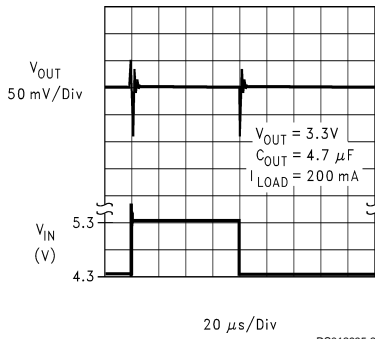 V_OUT
50 mV/Div
V_OUT = 3.3V
C_OUT = 4.7 μF
I_LOAD = 200 mA
5.3
V_IN
(V)
4.3
20 μs/Div